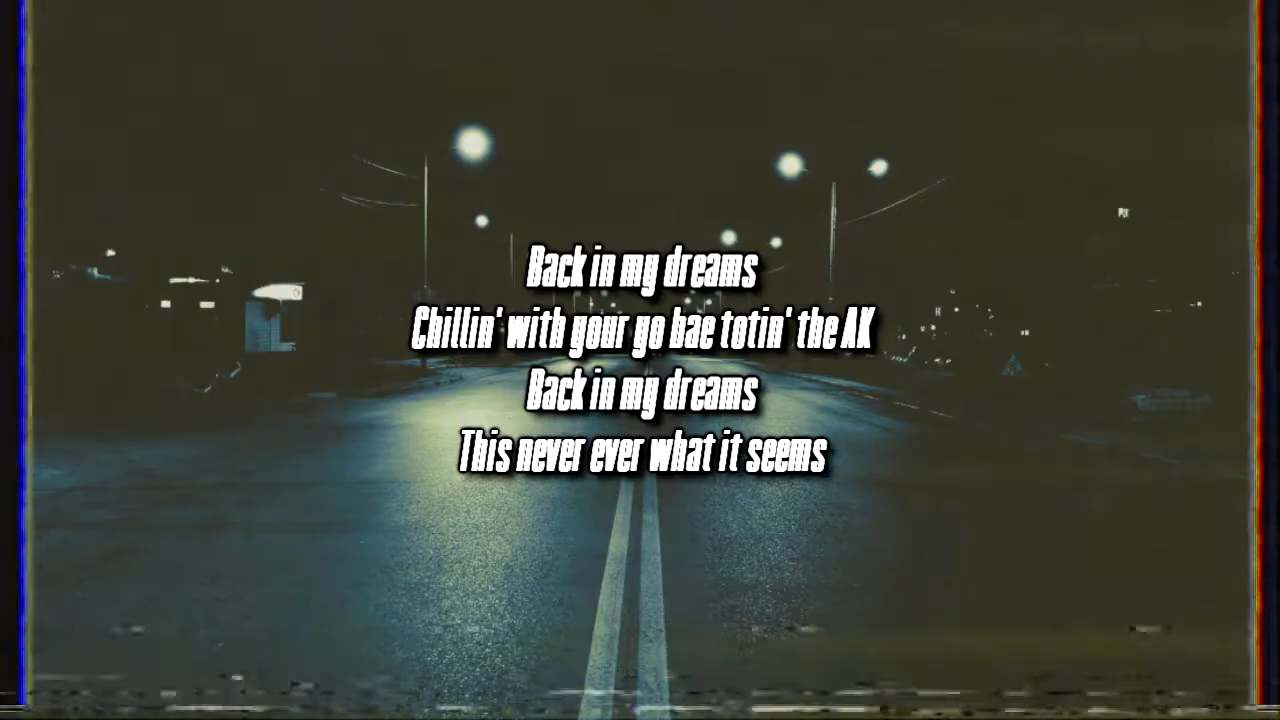 Back in my dreams
Chillin' with your yo bae totin' the AK
Back in my dreams
This never ever what it seems